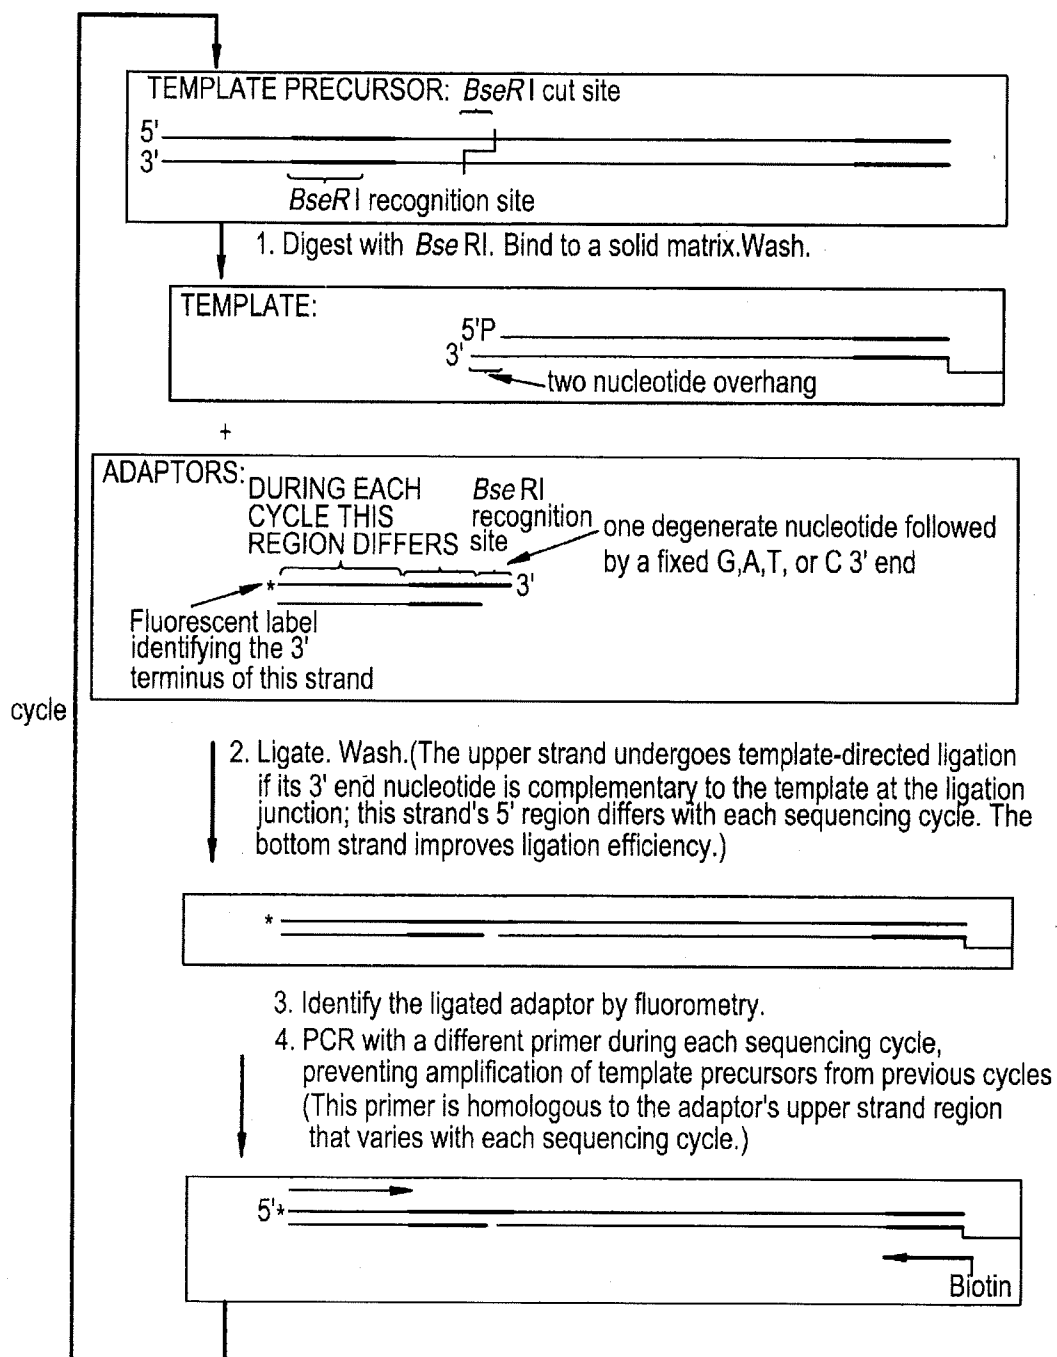 TEMPLATE PRECURSOR: BseR I cut site
5'
3'
BseR I recognition site
1. Digest with Bse RI. Bind to a solid matrix.Wash.
TEMPLATE:
5'P
3'
two nucleotide overhang
+
ADAPTORS:
DURING EACH
CYCLE THIS
REGION DIFFERS
Bse RI
recognition
site
one degenerate nucleotide followed
by a fixed G,A,T, or C 3' end
*
3'
Fluorescent label
identifying the 3'
terminus of this strand
cycle
2. Ligate. Wash.(The upper strand undergoes template-directed ligation
if its 3' end nucleotide is complementary to the template at the ligation
junction; this strand's 5' region differs with each sequencing cycle. The
bottom strand improves ligation efficiency.)
*
3. Identify the ligated adaptor by fluorometry.
4. PCR with a different primer during each sequencing cycle,
preventing amplification of template precursors from previous cycles
(This primer is homologous to the adaptor's upper strand region
that varies with each sequencing cycle.)
5'*
Biotin